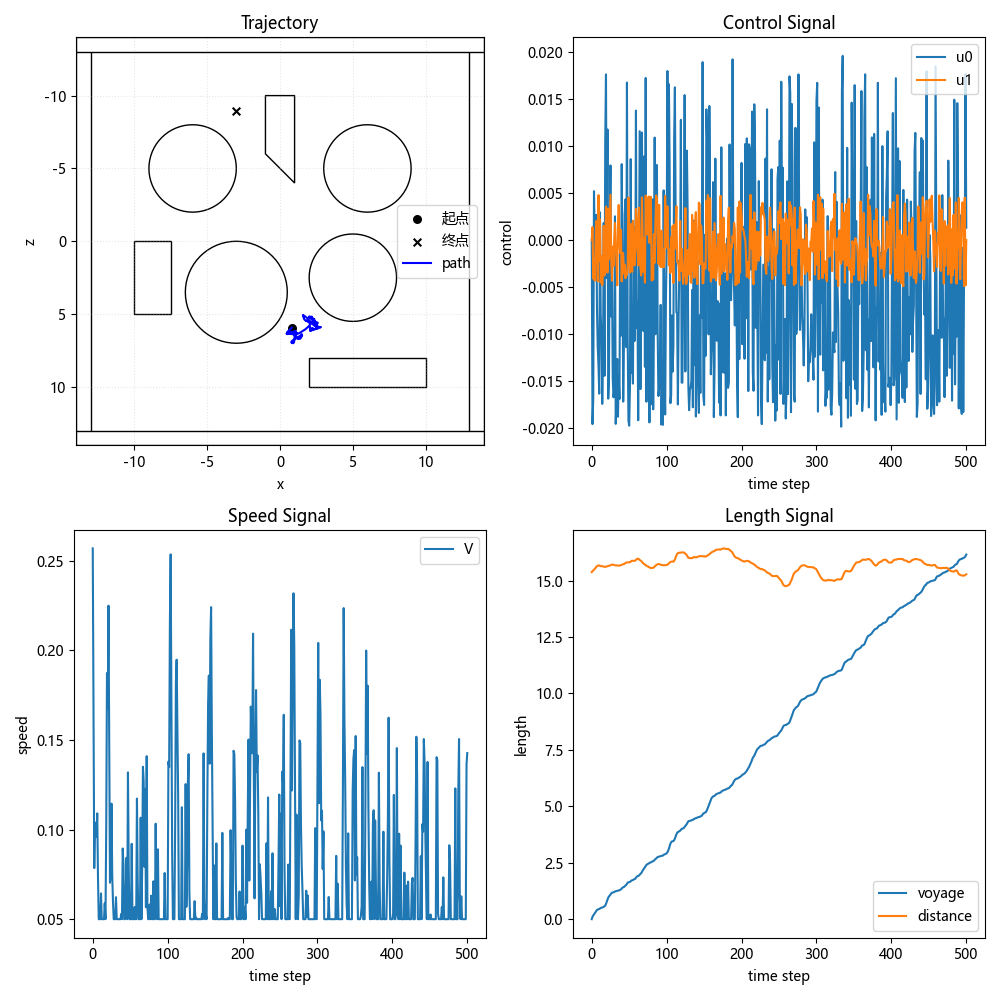 Trajectory
-10
-5
0
5
10
z
-10
-5
0
5
10
x
起点
终点
path
Control Signal
0.020
0.015
0.010
0.005
0.000
-0.005
-0.010
-0.015
-0.020
control
0
100
200
300
400
500
time step
u0
u1
Speed Signal
0.25
0.20
0.15
0.10
0.05
speed
0
100
200
300
400
500
time step
V
Length Signal
15.0
12.5
10.0
7.5
5.0
2.5
0.0
length
0
100
200
300
400
500
time step
voyage
distance